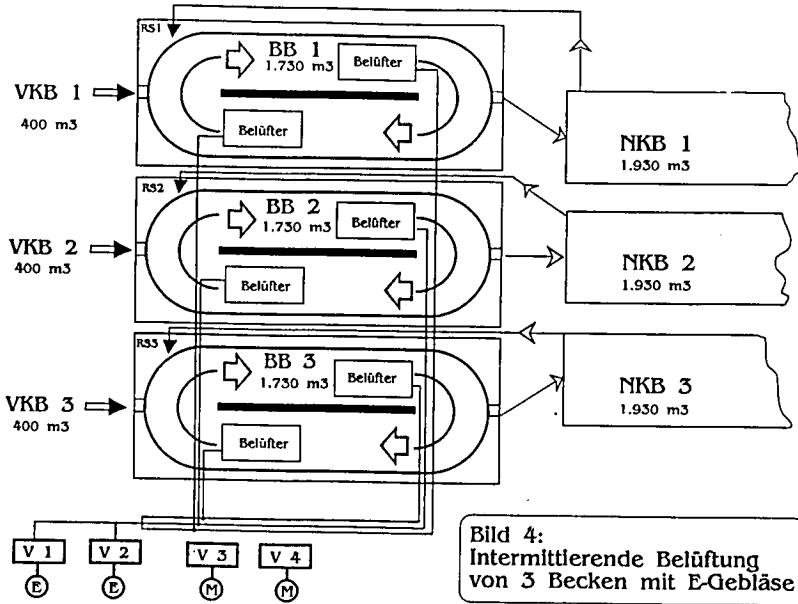 RS1
BB 1
1.730 m3
Belüfter
VKB 1
400 m3
Belüfter
NKB 1
1.930 m3
RS2
BB 2
1.730 m3
Belüfter
VKB 2
400 m3
Belüfter
NKB 2
1.930 m3
RS3
BB 3
1.730 m3
Belüfter
VKB 3
400 m3
Belüfter
NKB 3
1.930 m3
V 1
V 2
V 3
V 4
E
E
M
M
Bild 4:
Intermittierende Belüftung
von 3 Becken mit E-Gebläse